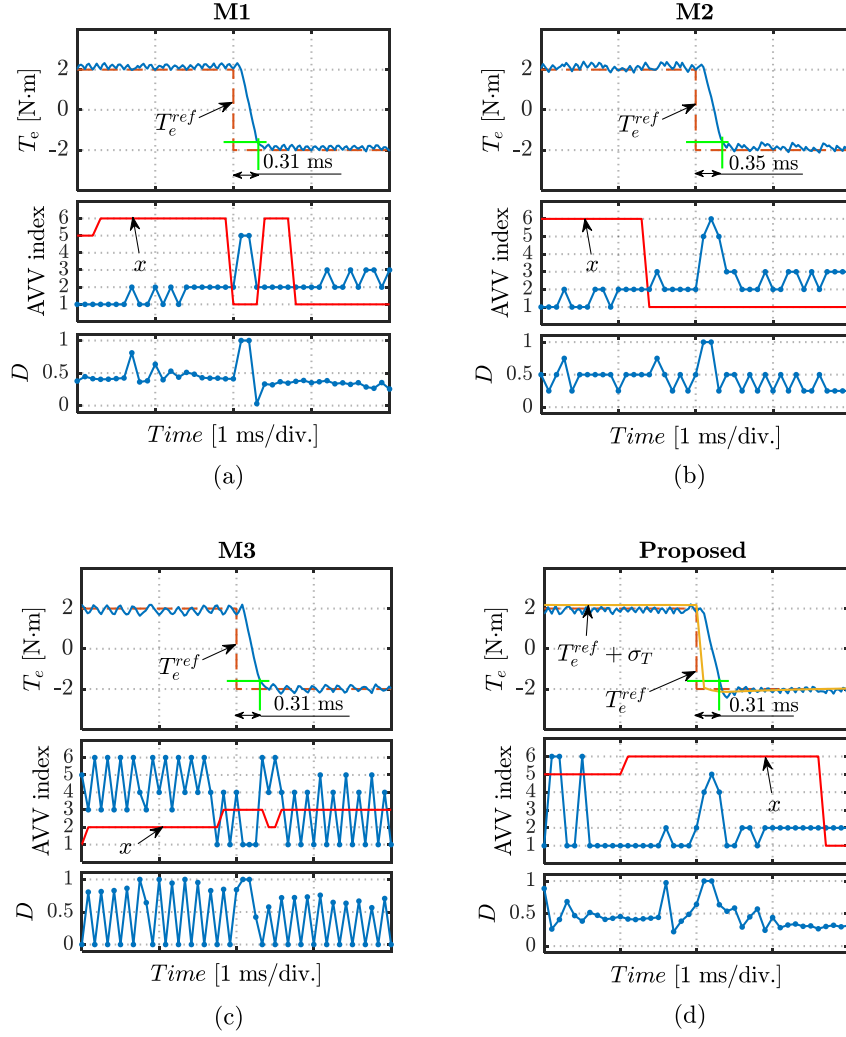 M1
T_e [N·m]
2
0
-2
T_e^{ref}
0.31 ms
AVV index
6
5
4
3
2
1
x
D
1
0.5
0
Time [1 ms/div.]
(a)
M2
T_e [N·m]
2
0
-2
T_e^{ref}
0.35 ms
AVV index
6
5
4
3
2
1
x
D
1
0.5
0
Time [1 ms/div.]
(b)
M3
T_e [N·m]
2
0
-2
T_e^{ref}
0.31 ms
AVV index
6
5
4
3
2
1
x
D
1
0.5
0
Time [1 ms/div.]
(c)
Proposed
T_e [N·m]
2
0
-2
T_e^{ref} + σ_T
T_e^{ref}
0.31 ms
AVV index
6
5
4
3
2
1
x
D
1
0.5
0
Time [1 ms/div.]
(d)